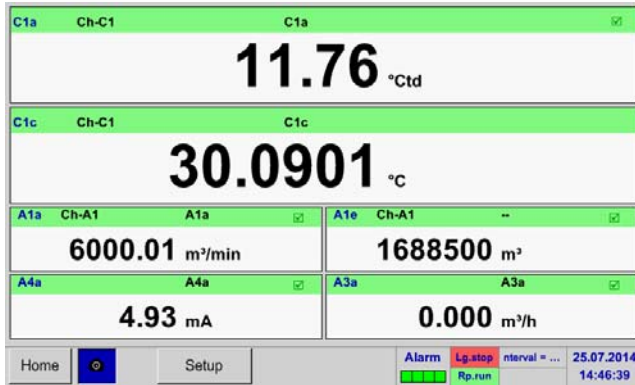 C1a Ch-C1 C1a
11.76 °Ctd
C1c Ch-C1 C1c
30.0901 °C
A1a Ch-A1 A1a
6000.01 m³/min
A1e Ch-A1 --
1688500 m³
A4a A4a
4.93 mA
A3a A3a
0.000 m³/h
Home Setup Alarm Lg.stop nterval = ... 25.07.2014
Rp.run 14:46:39